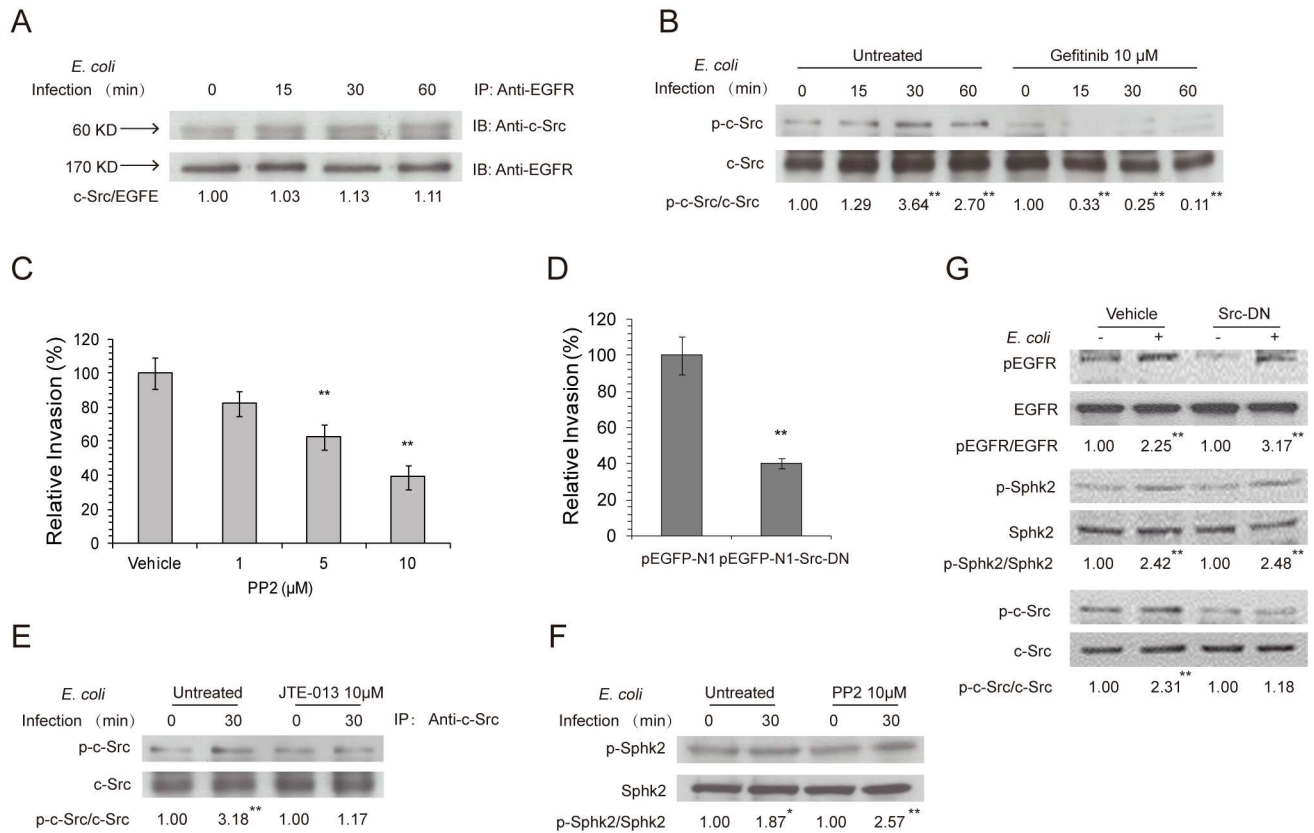 A
E. coli
Infection （min） 0 15 30 60 IP: Anti-EGFR
60 KD IB: Anti-c-Src
170 KD IB: Anti-EGFR
c-Src/EGFE 1.00 1.03 1.13 1.11
B
Untreated Gefitinib 10 µM
E. coli
Infection （min） 0 15 30 60 0 15 30 60
p-c-Src
c-Src
p-c-Src/c-Src 1.00 1.29 3.64** 2.70** 1.00 0.33** 0.25** 0.11**
C
Relative Invasion (%)
120
100
80
60
40
20
0
**
**
Vehicle 1 5 10
PP2 (µM)
D
Relative Invasion (%)
120
100
80
60
40
20
0
**
pEGFP-N1 pEGFP-N1-Src-DN
E
E. coli Untreated JTE-013 10µM
Infection （min） 0 30 0 30 IP: Anti-c-Src
p-c-Src
c-Src
p-c-Src/c-Src 1.00 3.18** 1.00 1.17
F
E. coli Untreated PP2 10µM
Infection （min） 0 30 0 30
p-Sphk2
Sphk2
p-Sphk2/Sphk2 1.00 1.87* 1.00 2.57**
G
Vehicle Src-DN
E. coli - + - +
pEGFR
EGFR
pEGFR/EGFR 1.00 2.25** 1.00 3.17**
p-Sphk2
Sphk2
p-Sphk2/Sphk2 1.00 2.42** 1.00 2.48**
p-c-Src
c-Src
p-c-Src/c-Src 1.00 2.31** 1.00 1.18